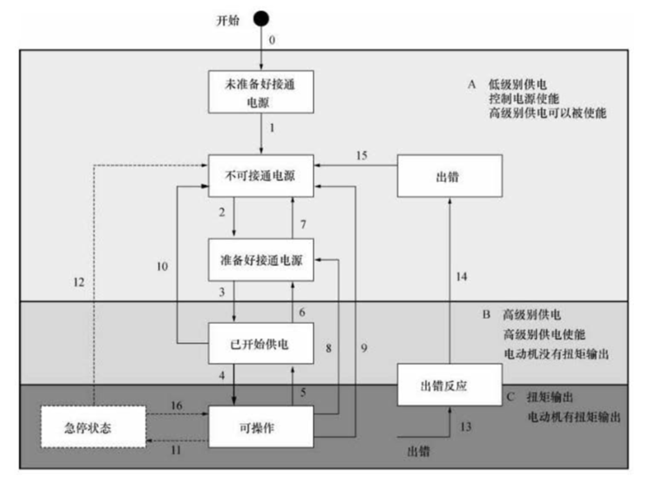 开始
0
未准备好接通
电源
A 低级别供电
控制电源使能
高级别供电可以被使能
1
15
不可接通电源
出错
2
7
10
准备好接通电源
12
14
3
6
B 高级别供电
高级别供电使能
电动机没有扭矩输出
已开始供电
8
9
4
5
出错反应
C 扭矩输出
电动机有扭矩输出
16
急停状态
可操作
13
11
出错